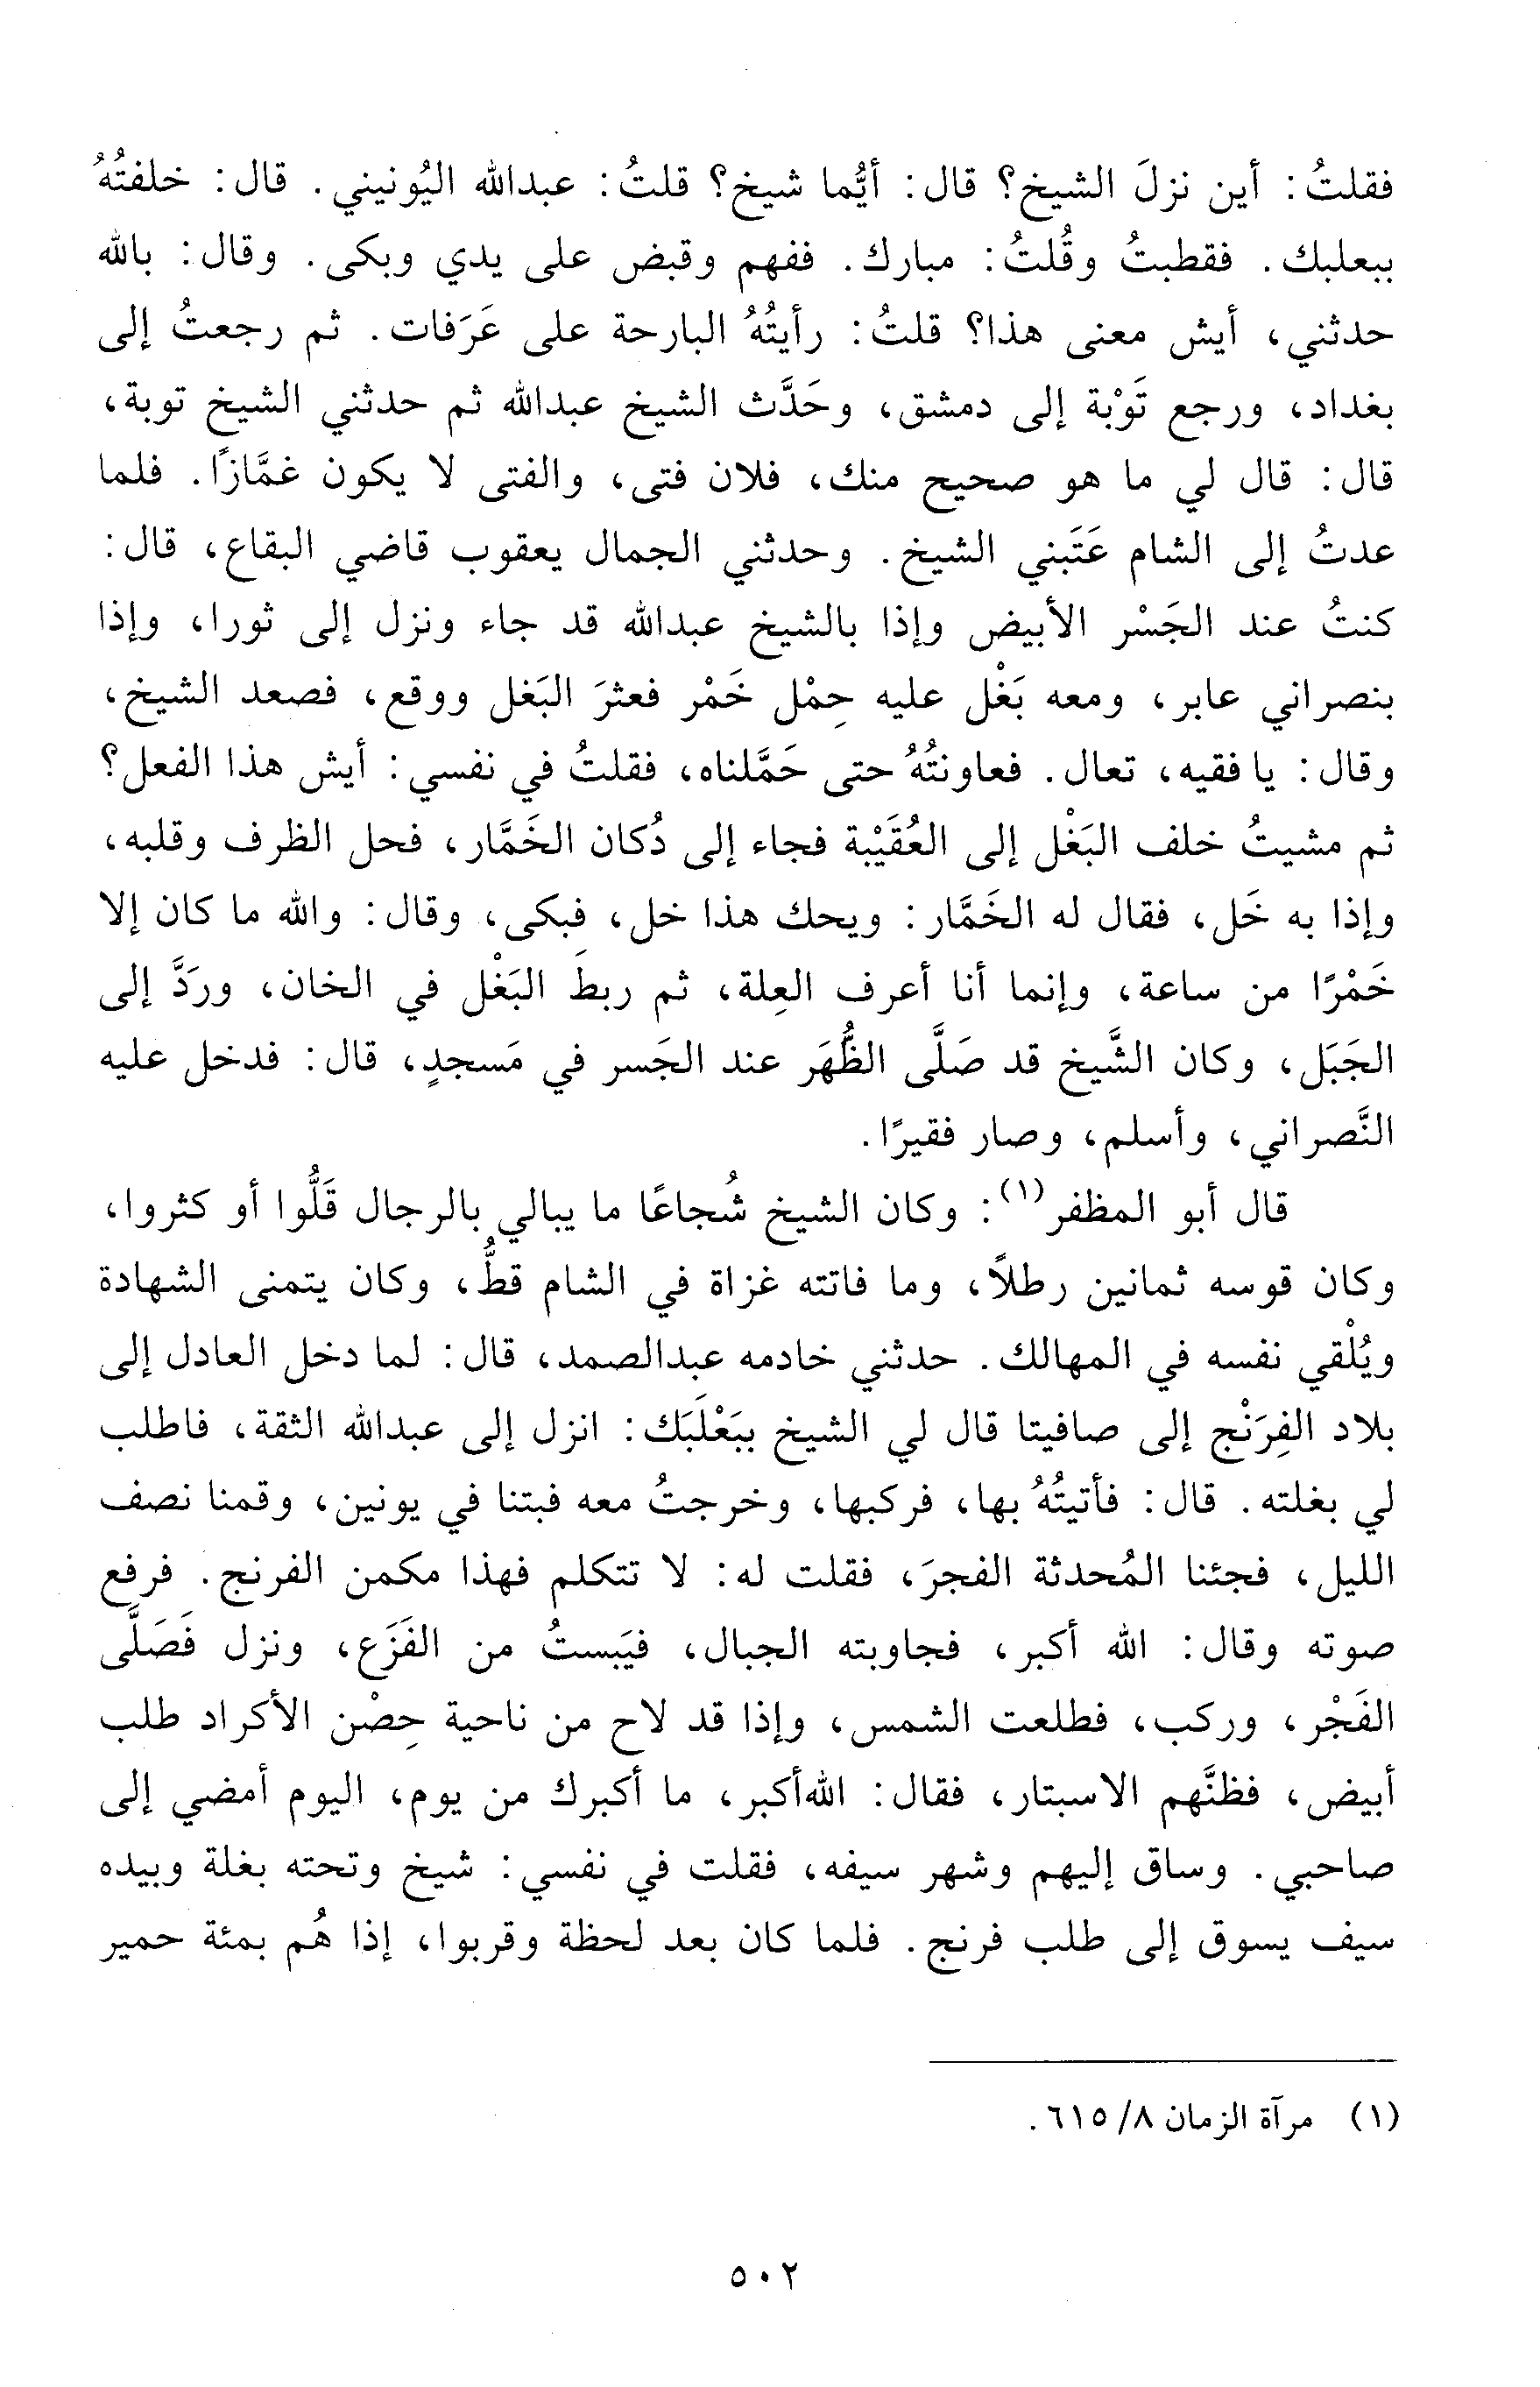 فقلتُ: أين نزلَ الشيخ؟ قال: أيُّما شيخ؟ قلتُ: عبدالله اليُونيني. قال: خلفتُهُ
ببعلبك. فقطبتُ وقُلتُ: مبارك. ففهم وقبض على يدي وبكى. وقال: بالله
حدثني، أيش معنى هذا؟ قلتُ: رأيتُهُ البارحة على عَرَفات. ثم رجعتُ إلى
بغداد، ورجع تَوْبة إلى دمشق، وحَدَّث الشيخ عبدالله ثم حدثني الشيخ توبة،
قال: قال لي ما هو صحيح منك، فلان فتى، والفتى لا يكون غمَّازًا. فلما
عدتُ إلى الشام عَتَبني الشيخ. وحدثني الجمال يعقوب قاضي البقاع، قال:
كنتُ عند الجَسْر الأبيض وإذا بالشيخ عبدالله قد جاء ونزل إلى ثورا، وإذا
بنصراني عابر، ومعه بَغْل عليه حِمْل خَمْر فعثرَ البَغل ووقع، فصعد الشيخ،
وقال: يا فقيه، تعال. فعاونتُهُ حتى حَمَّلناه، فقلتُ في نفسي: أيش هذا الفعل؟
ثم مشيتُ خلف البَغْل إلى العُقَيْبة فجاء إلى دُكان الخَمَّار، فحل الظرف وقلبه،
وإذا به خَل، فقال له الخَمَّار: ويحك هذا خل، فبكى، وقال: والله ما كان إلا
خَمْرًا من ساعة، وإنما أنا أعرف العِلة، ثم ربطَ البَغْل في الخان، وردَّ إلى
الجَبَل، وكان الشَّيخ قد صَلَّى الظُّهَر عند الجَسر في مَسجدٍ، قال: فدخل عليه
النَّصراني، وأسلم، وصار فقيرًا.
قال أبو المظفر(١): وكان الشيخ شُجاعًا ما يبالي بالرجال قَلُّوا أو كثروا،
وكان قوسه ثمانين رطلاً، وما فاتته غزاة في الشام قطُّ، وكان يتمنى الشهادة
ويُلْقي نفسه في المهالك. حدثني خادمه عبدالصمد، قال: لما دخل العادل إلى
بلاد الفِرَنْج إلى صافيتا قال لي الشيخ ببَعْلَبَك: انزل إلى عبدالله الثقة، فاطلب
لي بغلته. قال: فأتيتُهُ بها، فركبها، وخرجتُ معه فبتنا في يونين، وقمنا نصف
الليل، فجئنا المُحدثة الفجرَ، فقلت له: لا تتكلم فهذا مكمن الفرنج. فرفع
صوته وقال: الله أكبر، فجاوبته الجبال، فيَبستُ من الفَزَع، ونزل فَصَلَّى
الفَجْر، وركب، فطلعت الشمس، وإذا قد لاح من ناحية حِصْن الأكراد طلب
أبيض، فظنَّهم الاسبتار، فقال: اللهأكبر، ما أكبرك من يوم، اليوم أمضي إلى
صاحبي. وساق إليهم وشهر سيفه، فقلت في نفسي: شيخ وتحته بغلة وبيده
سيف يسوق إلى طلب فرنج. فلما كان بعد لحظة وقربوا، إذا هُم بمئة حمير
(١) مرآة الزمان ٨/ ٦١٥.
٥٠٢